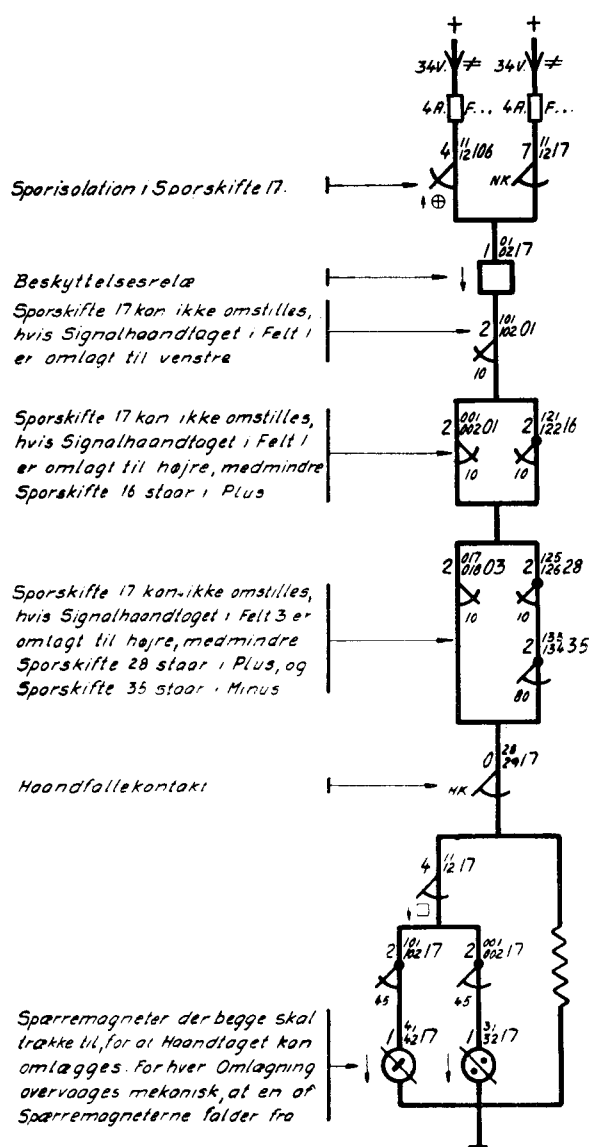 + +
34V. ≠ 34V. ≠
4A. F... 4A. F...
4 11/12 106 7 11/12 17
Sporisolation i Sporskifte 17.
NK
↑ ⊕
1 01/02 17
Beskyttelsesrelæ
Sporskifte 17 kan ikke omstilles,
hvis Signalhaandtaget i Felt 1
er omlagt til venstre
2 101/102 01
10
Sporskifte 17 kan ikke omstilles,
hvis Signalhaandtaget i Felt 1
er omlagt til højre, medmindre
Sporskifte 16 staar i Plus
2 001/002 01 2 121/122 16
10 10
2 017/018 03 2 125/126 28
10 10
Sporskifte 17 kan ikke omstilles,
hvis Signalhaandtaget i Felt 3 er
omlagt til højre, medmindre
Sporskifte 28 staar i Plus, og
Sporskifte 35 staar i Minus
2 133/134 35
80
0 28/29 17
Haandfallekontakt
HK
4 11/12 17
2 101/102 17 2 001/002 17
45 45
Spærremagneter der begge skal
trække til, for at Haandtaget kan
omlægges. For hver Omlægning
overvaages mekanisk, at en af
Spærremagneterne falder fra
1 41/42 17 1 31/32 17